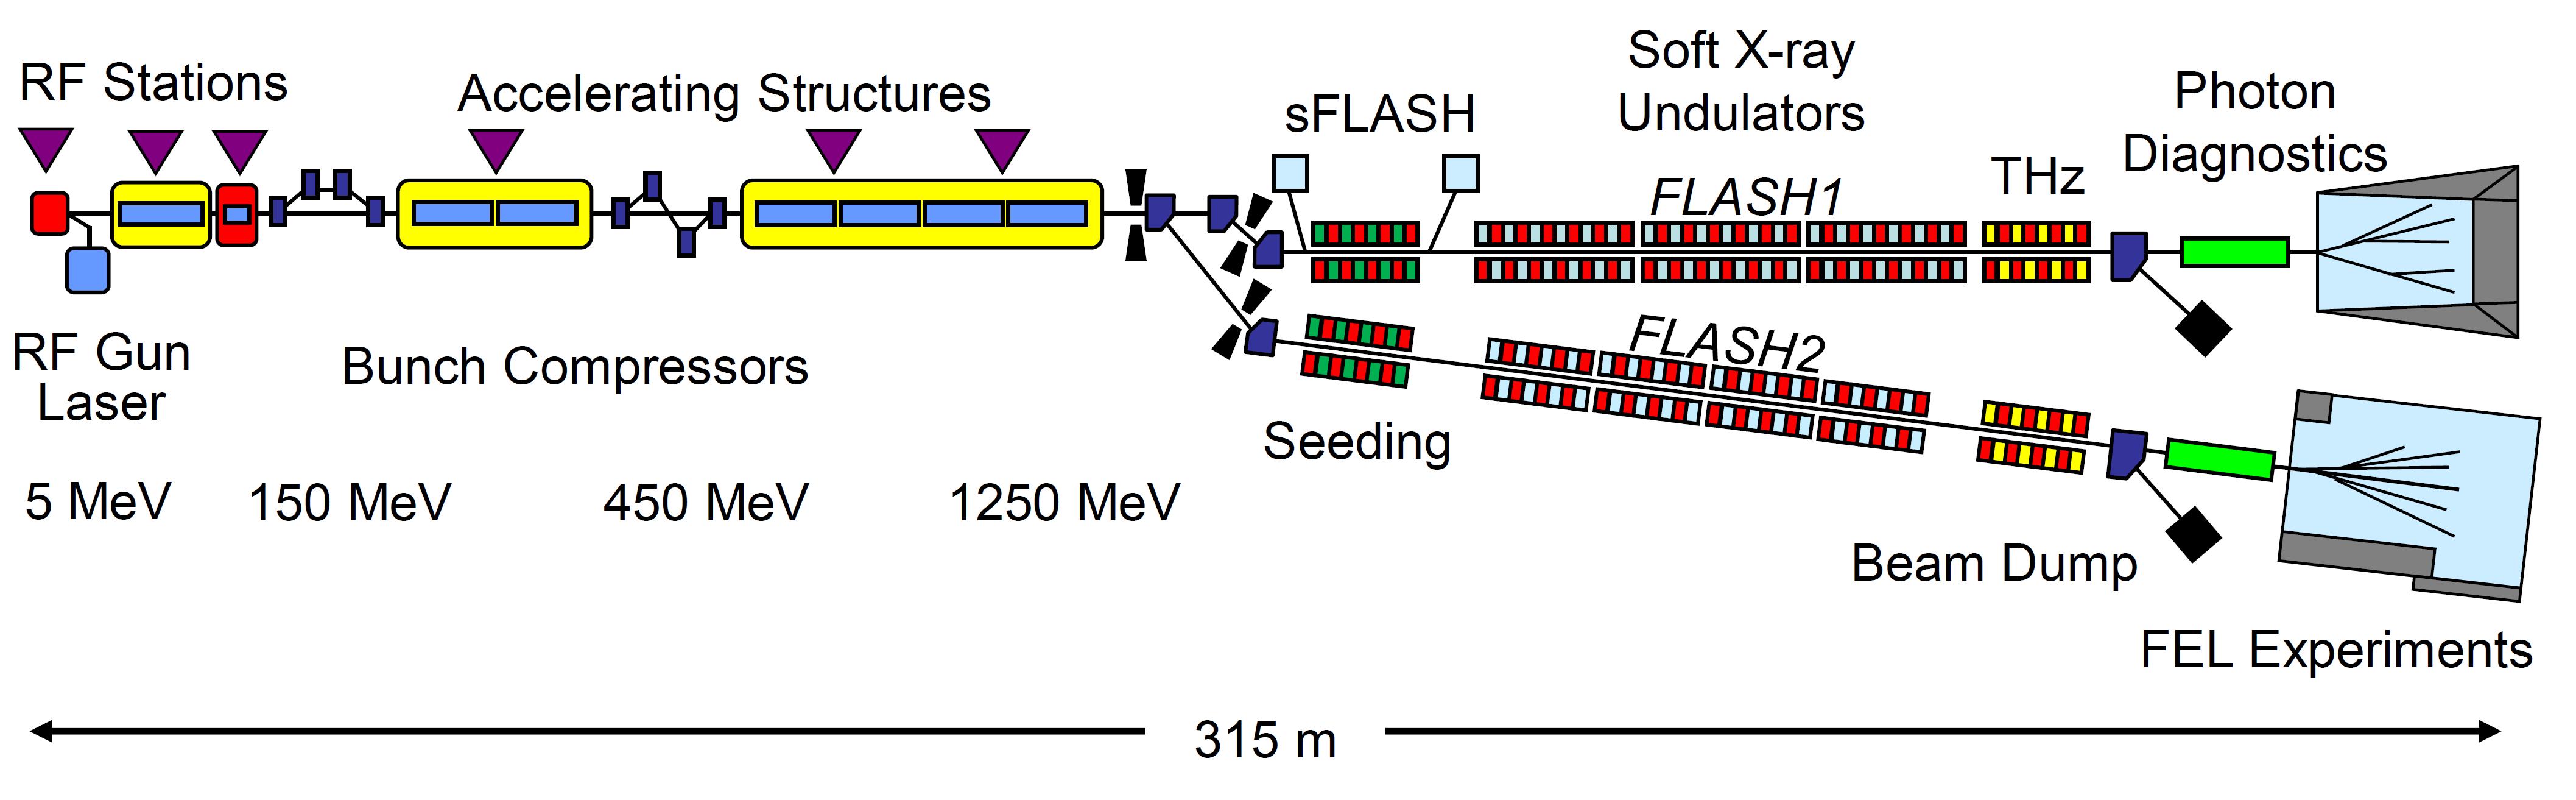 RF Stations
Accelerating Structures
sFLASH
Soft X-ray
Undulators
FLASH1
THz
Photon
Diagnostics
RF Gun
Laser
Bunch Compressors
Seeding
FLASH2
5 MeV
150 MeV
450 MeV
1250 MeV
Beam Dump
FEL Experiments
315 m